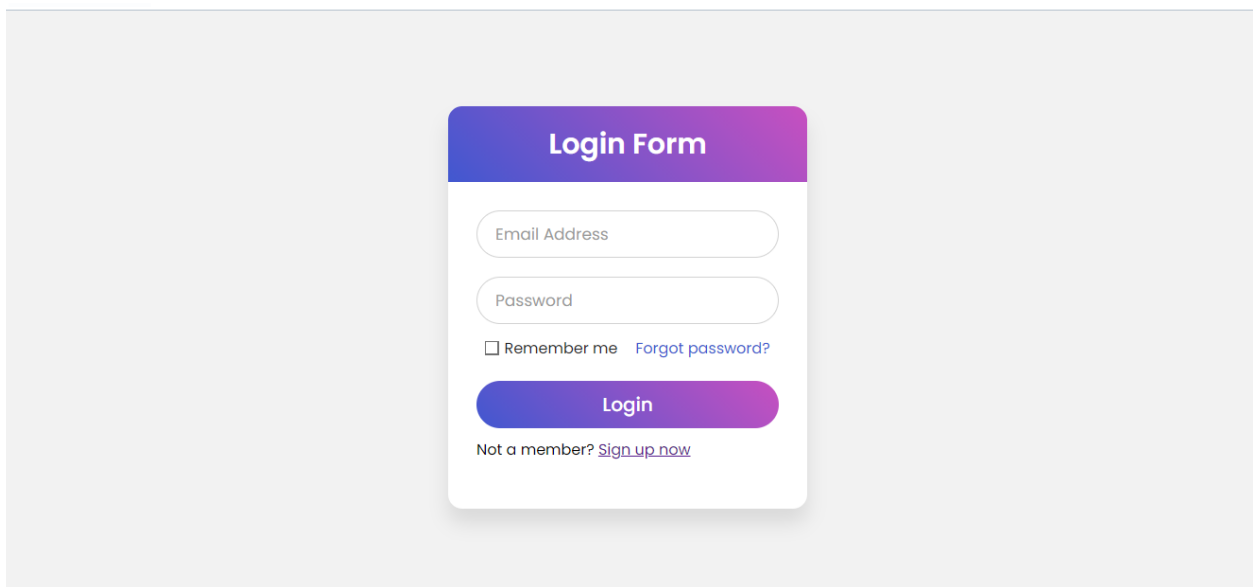 Login Form
Email Address
Password
Remember me Forgot password?
Login
Not a member? Sign up now